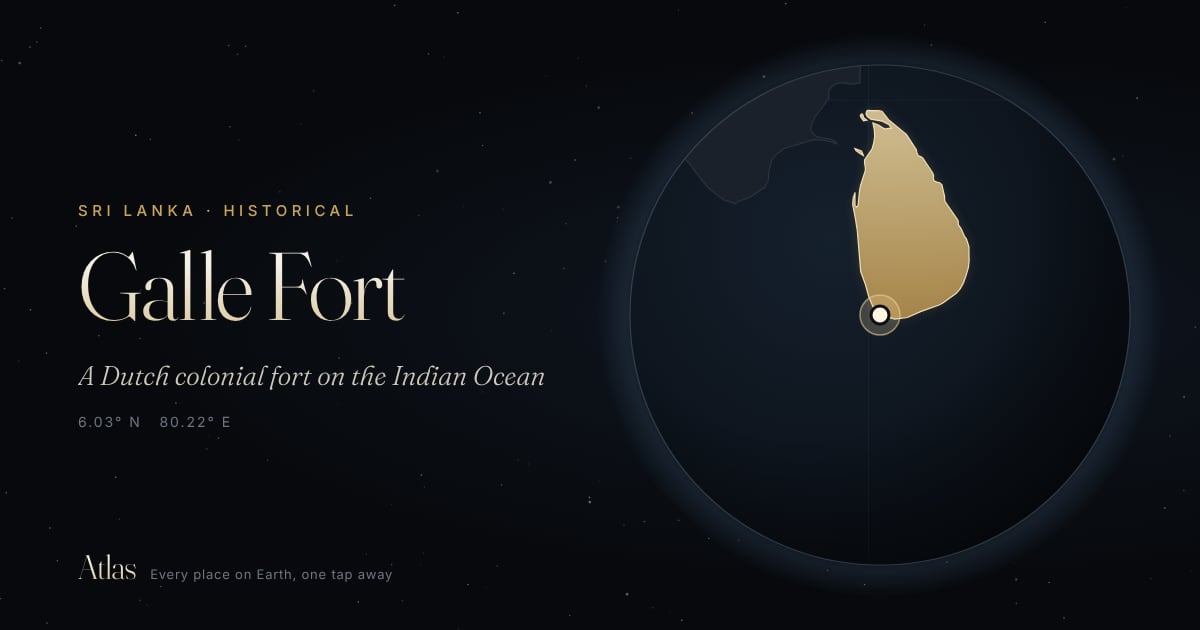 SRI LANKA · HISTORICAL
Galle Fort
A Dutch colonial fort on the Indian Ocean
6.03° N 80.22° E
Atlas Every place on Earth, one tap away